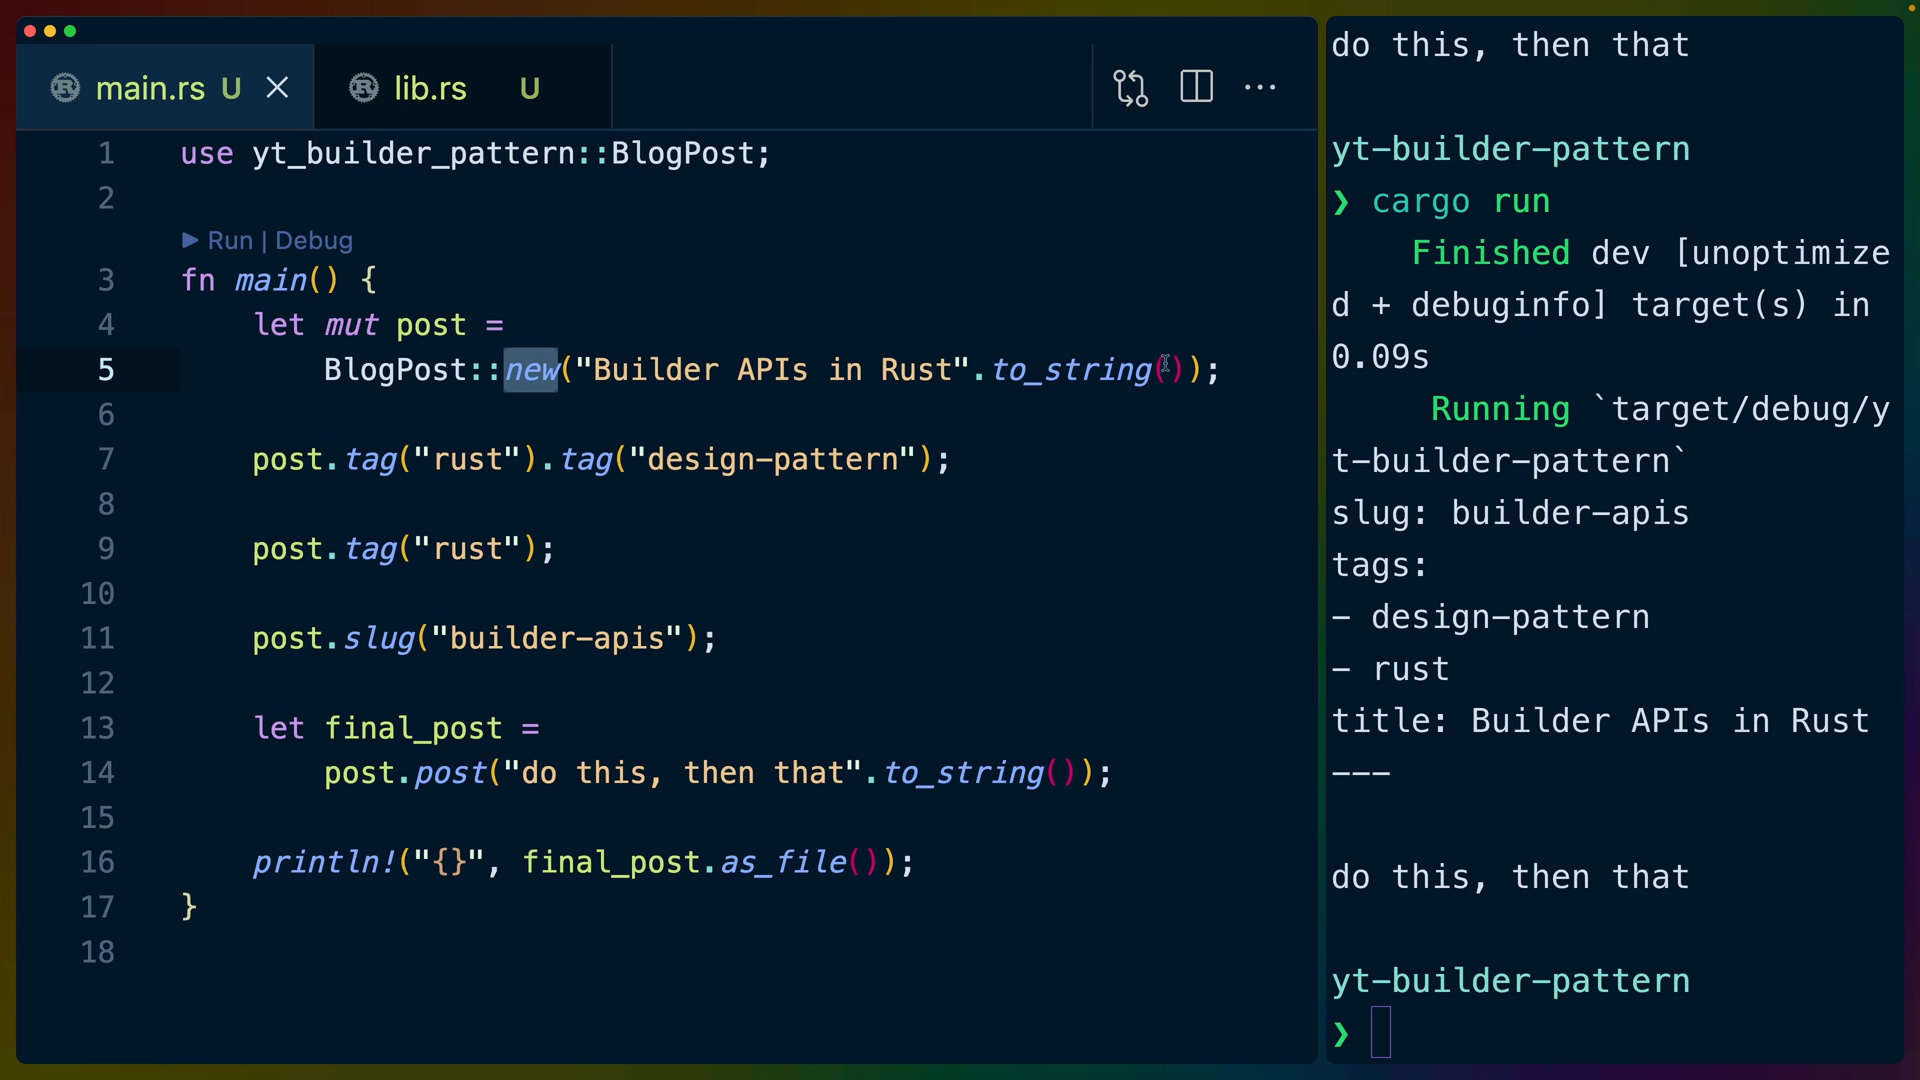 main.rs U
lib.rs U
1 use yt_builder_pattern::BlogPost;
2
Run | Debug
3 fn main() {
4 let mut post =
5 BlogPost::new("Builder APIs in Rust".to_string());
6
7 post.tag("rust").tag("design-pattern");
8
9 post.tag("rust");
10
11 post.slug("builder-apis");
12
13 let final_post =
14 post.post("do this, then that".to_string());
15
16 println!("{}", final_post.as_file());
17 }
18
do this, then that
yt-builder-pattern
❯ cargo run
Finished dev [unoptimize
d + debuginfo] target(s) in
0.09s
Running `target/debug/y
t-builder-pattern`
slug: builder-apis
tags:
- design-pattern
- rust
title: Builder APIs in Rust
---
do this, then that
yt-builder-pattern
❯